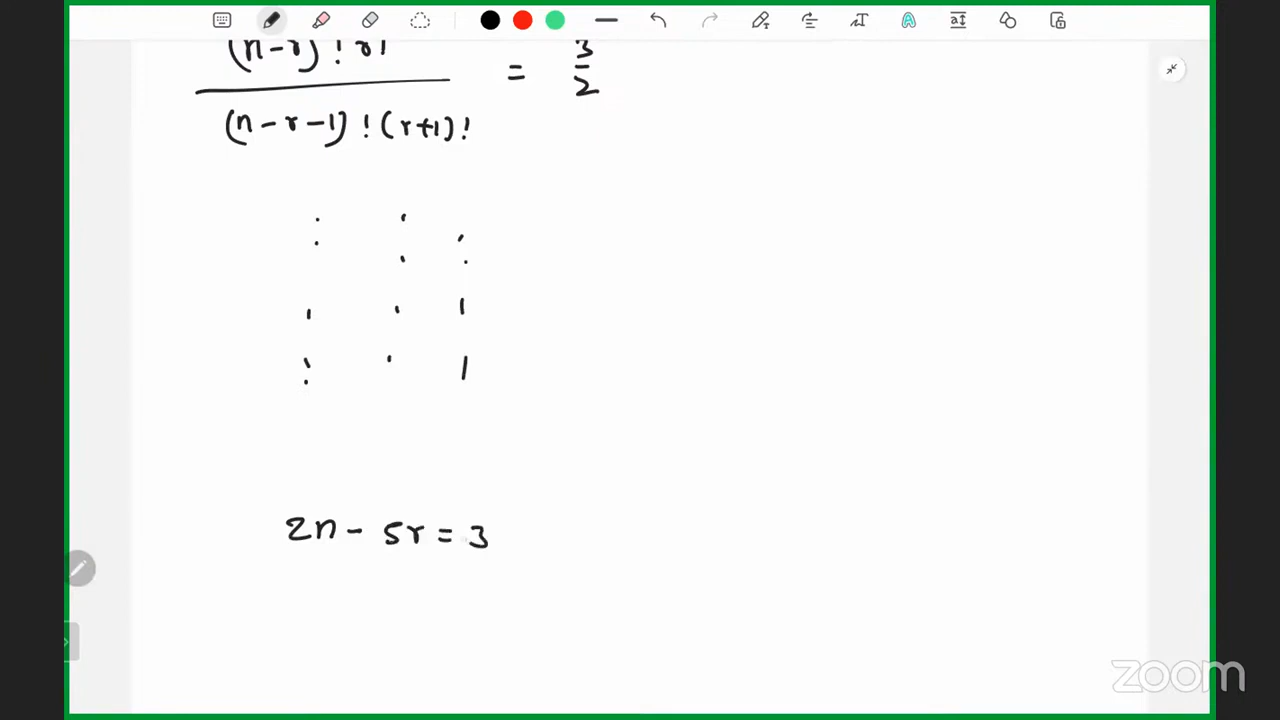 (n-r)! r!
= 3/2
(n-r-1)! (r+1)!
2n - 5r = 3
zoom